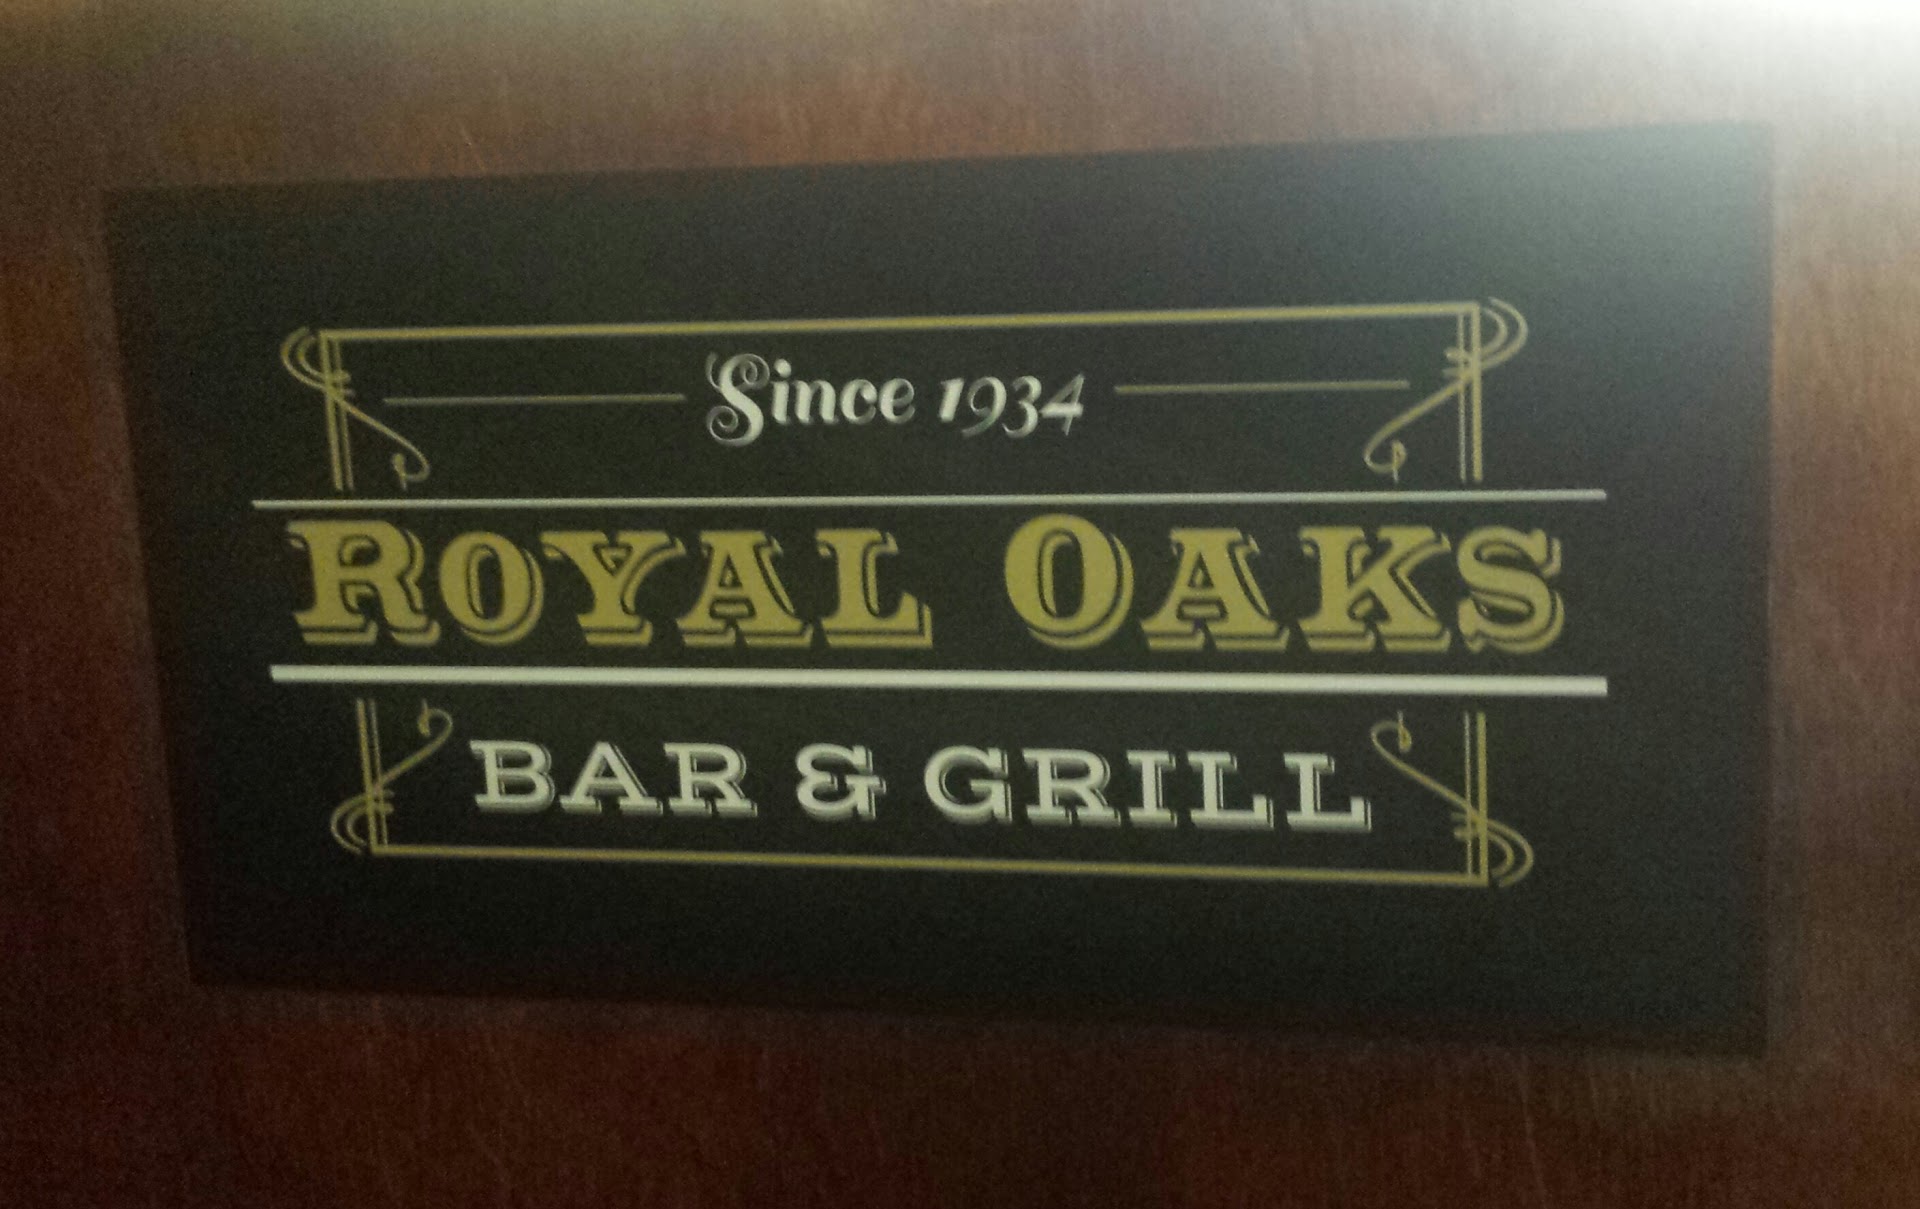 Since 1934
ROYAL OAKS
BAR & GRILL